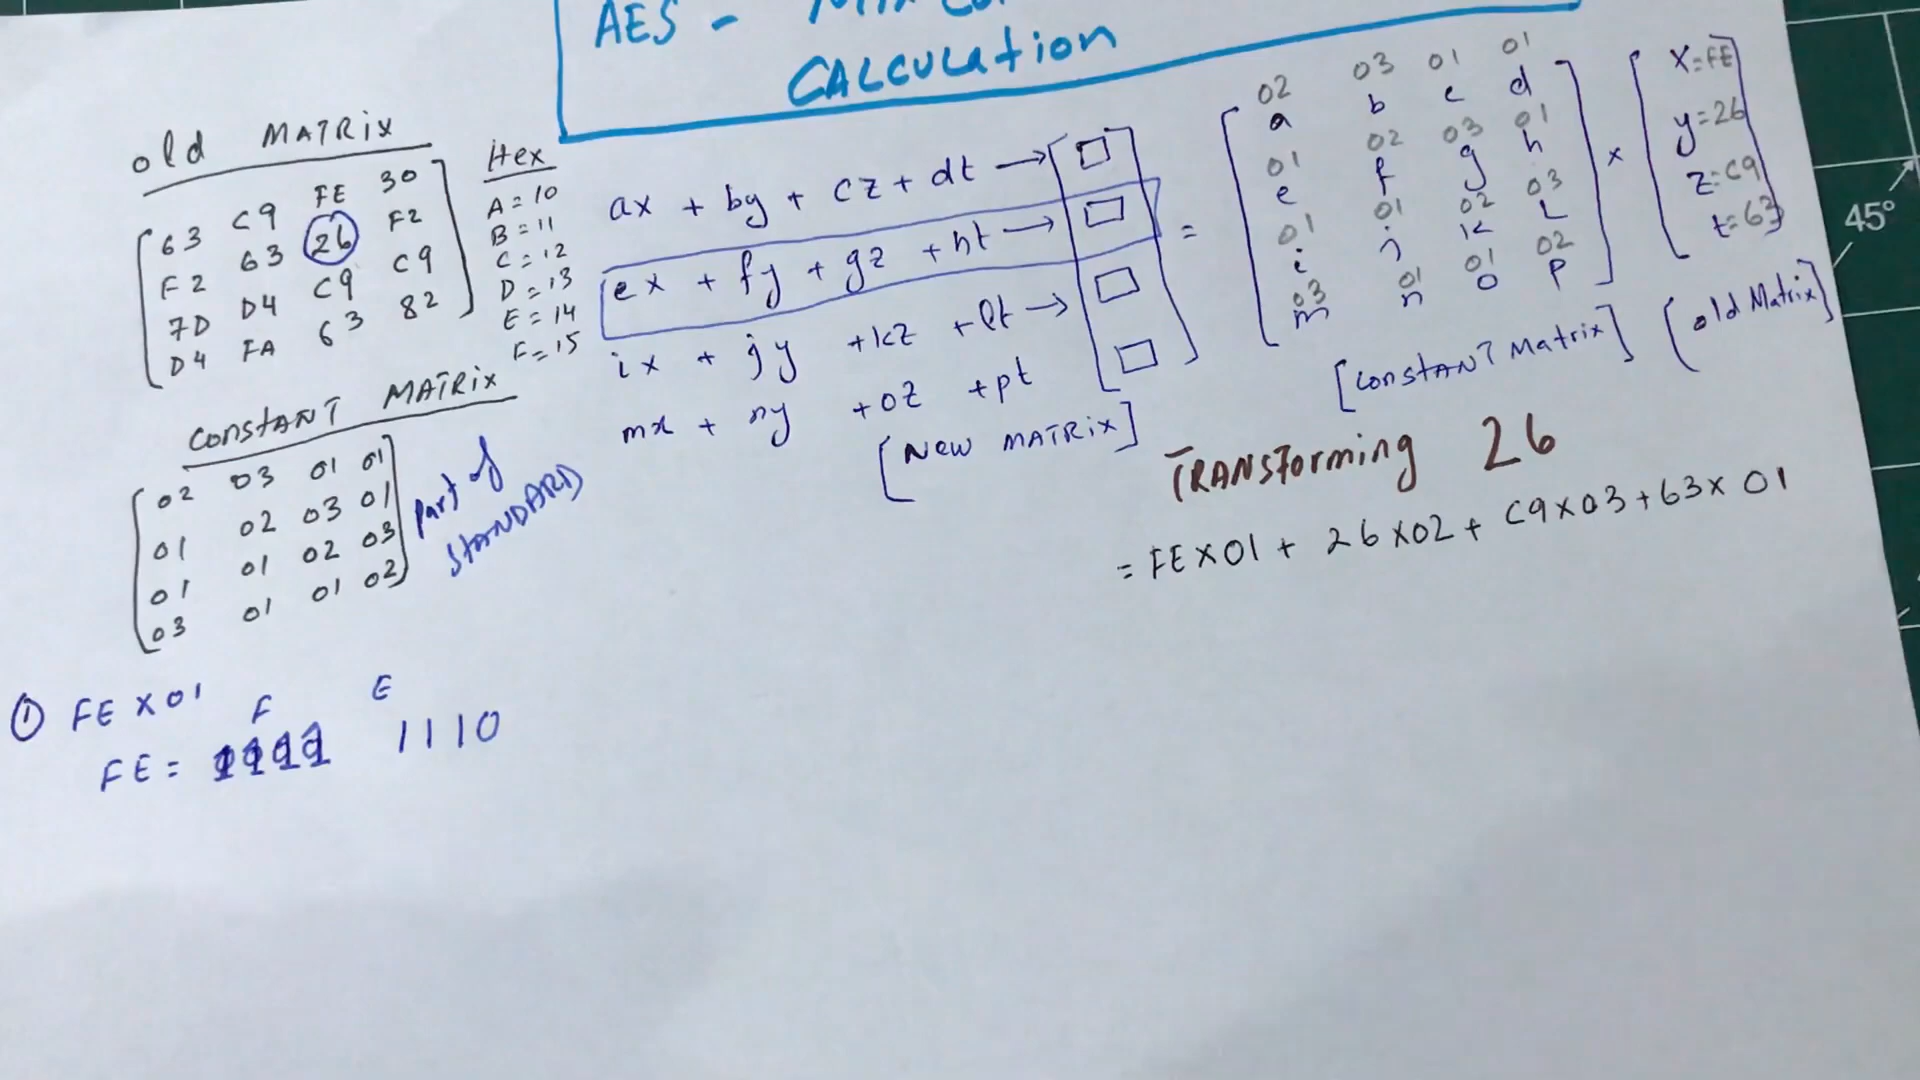 AES - Mix
CALCULATION
old MATRIX
63 C9 FE 30
F2 63 26 F2
7D D4 C9 C9
D4 FA 63 82
Hex
A = 10
B = 11
C = 12
D = 13
E = 14
F = 15
CONSTANT MATRIX
02 03 01 01
01 02 03 01
01 01 02 03
03 01 01 02
part of
STANDARD
ax + by + cz + dt →
ex + fy + gz + ht →
ix + jy + kz + lt →
mx + ny + oz + pt
[New MATRIX]
=
02 03 01 01
a b c d
01 02 03 01
e f g h
01 01 02 03
i j K L
03 01 01 02
m n o p
×
X=FE
y=26
Z=C9
t=63
[CONSTANT Matrix] [old Matrix]
TRANSforming 26
= FE X 01 + 26 X 02 + C9 X 03 + 63 X 01
① FE X 01
F E
FE = 1111 1110
45°